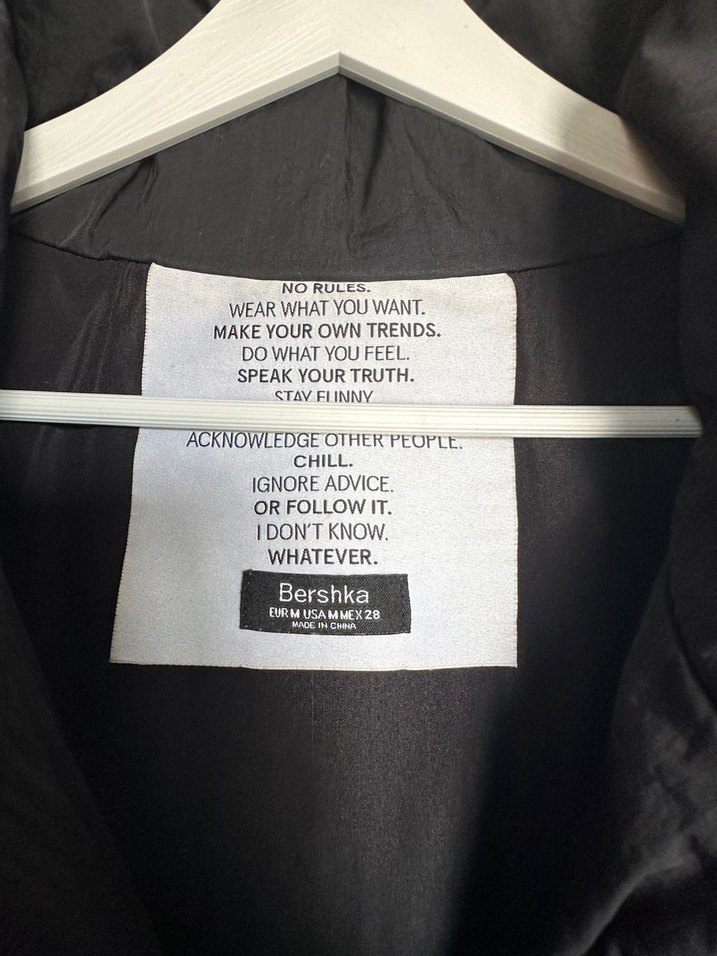 NO RULES.
WEAR WHAT YOU WANT.
MAKE YOUR OWN TRENDS.
DO WHAT YOU FEEL.
SPEAK YOUR TRUTH.
STAY FUNNY
ACKNOWLEDGE OTHER PEOPLE.
CHILL.
IGNORE ADVICE.
OR FOLLOW IT.
I DON'T KNOW.
WHATEVER.
Bershka
EUR M USA M MEX 28
MADE IN CHINA